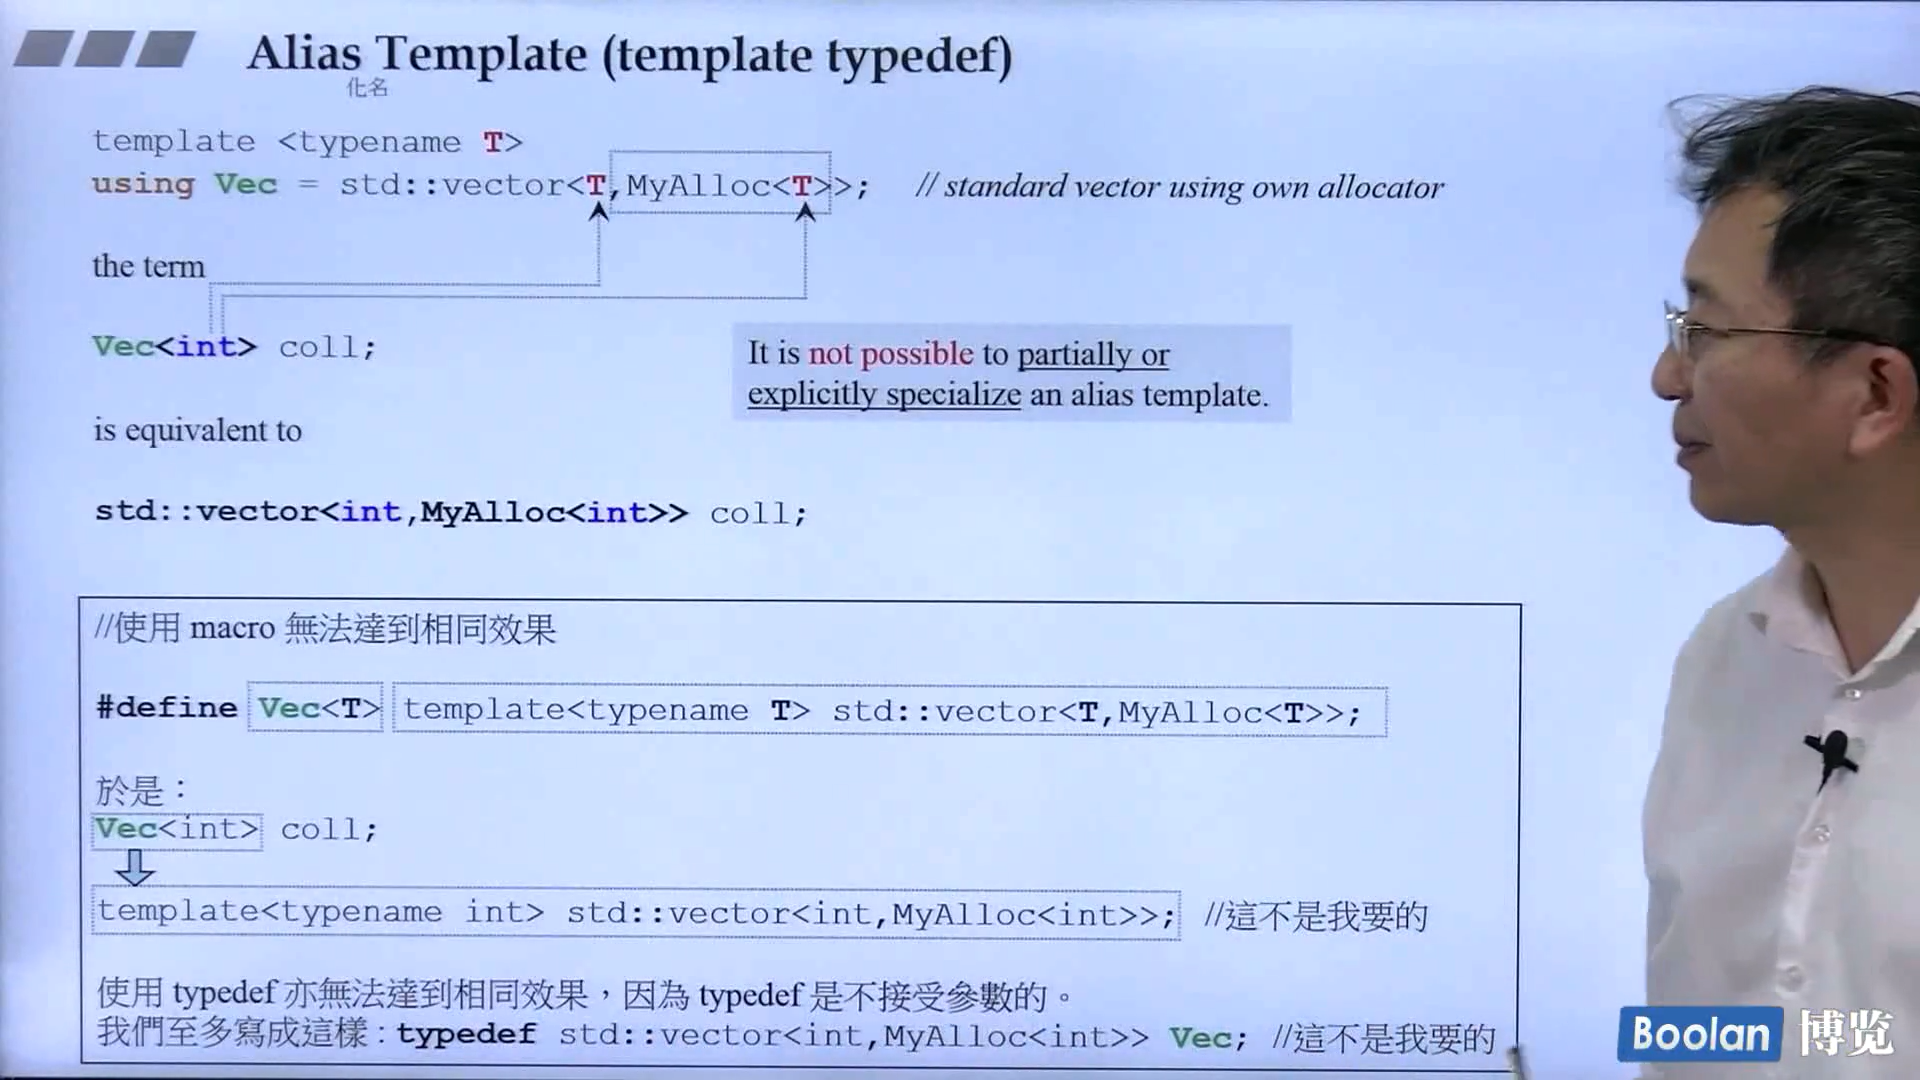 Alias Template (template typedef)
化名
template <typename T>
using Vec = std::vector<T,MyAlloc<T>>; // standard vector using own allocator
the term
Vec<int> coll;
It is not possible to partially or
explicitly specialize an alias template.
is equivalent to
std::vector<int,MyAlloc<int>> coll;
//使用 macro 無法達到相同效果
#define Vec<T> template<typename T> std::vector<T,MyAlloc<T>>;
於是：
Vec<int> coll;
template<typename int> std::vector<int,MyAlloc<int>>; //這不是我要的
使用 typedef 亦無法達到相同效果，因為 typedef 是不接受參數的。
我們至多寫成這樣：typedef std::vector<int,MyAlloc<int>> Vec; //這不是我要的
Boolan 博览